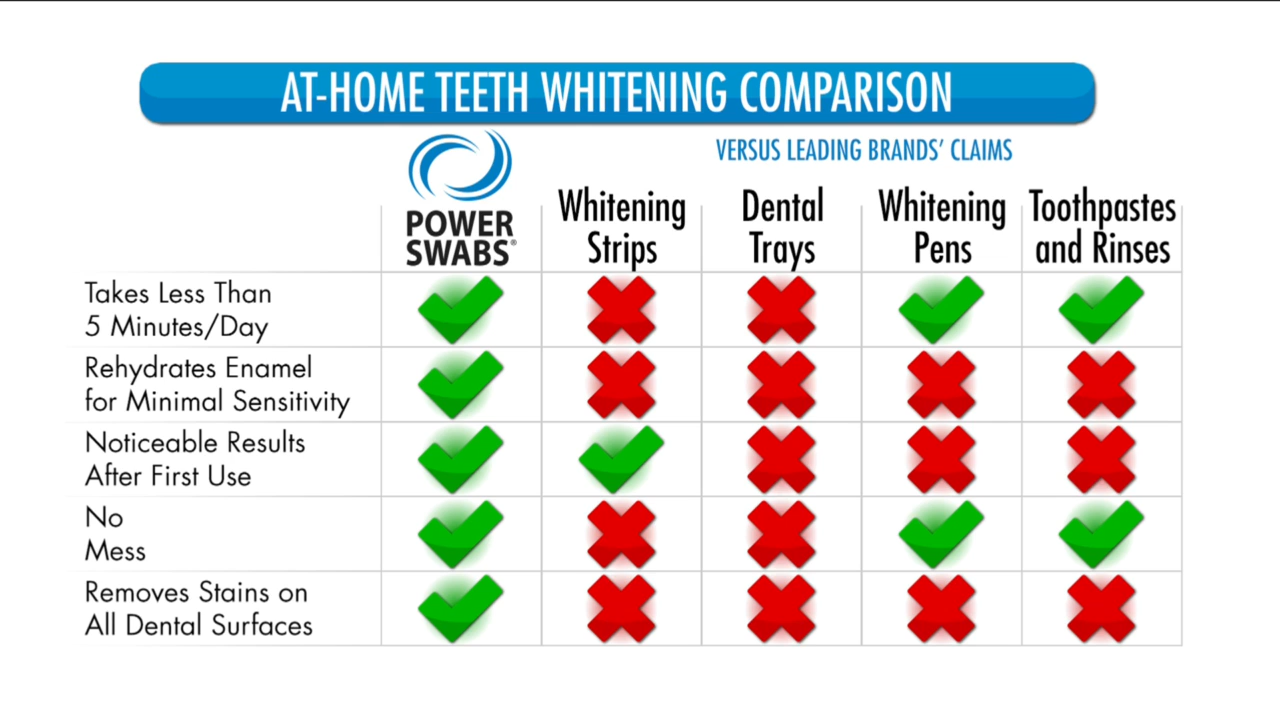 AT-HOME TEETH WHITENING COMPARISON
VERSUS LEADING BRANDS' CLAIMS
POWER
SWABS®
Whitening
Strips
Dental
Trays
Whitening
Pens
Toothpastes
and Rinses
Takes Less Than
5 Minutes/Day
Rehydrates Enamel
for Minimal Sensitivity
Noticeable Results
After First Use
No
Mess
Removes Stains on
All Dental Surfaces